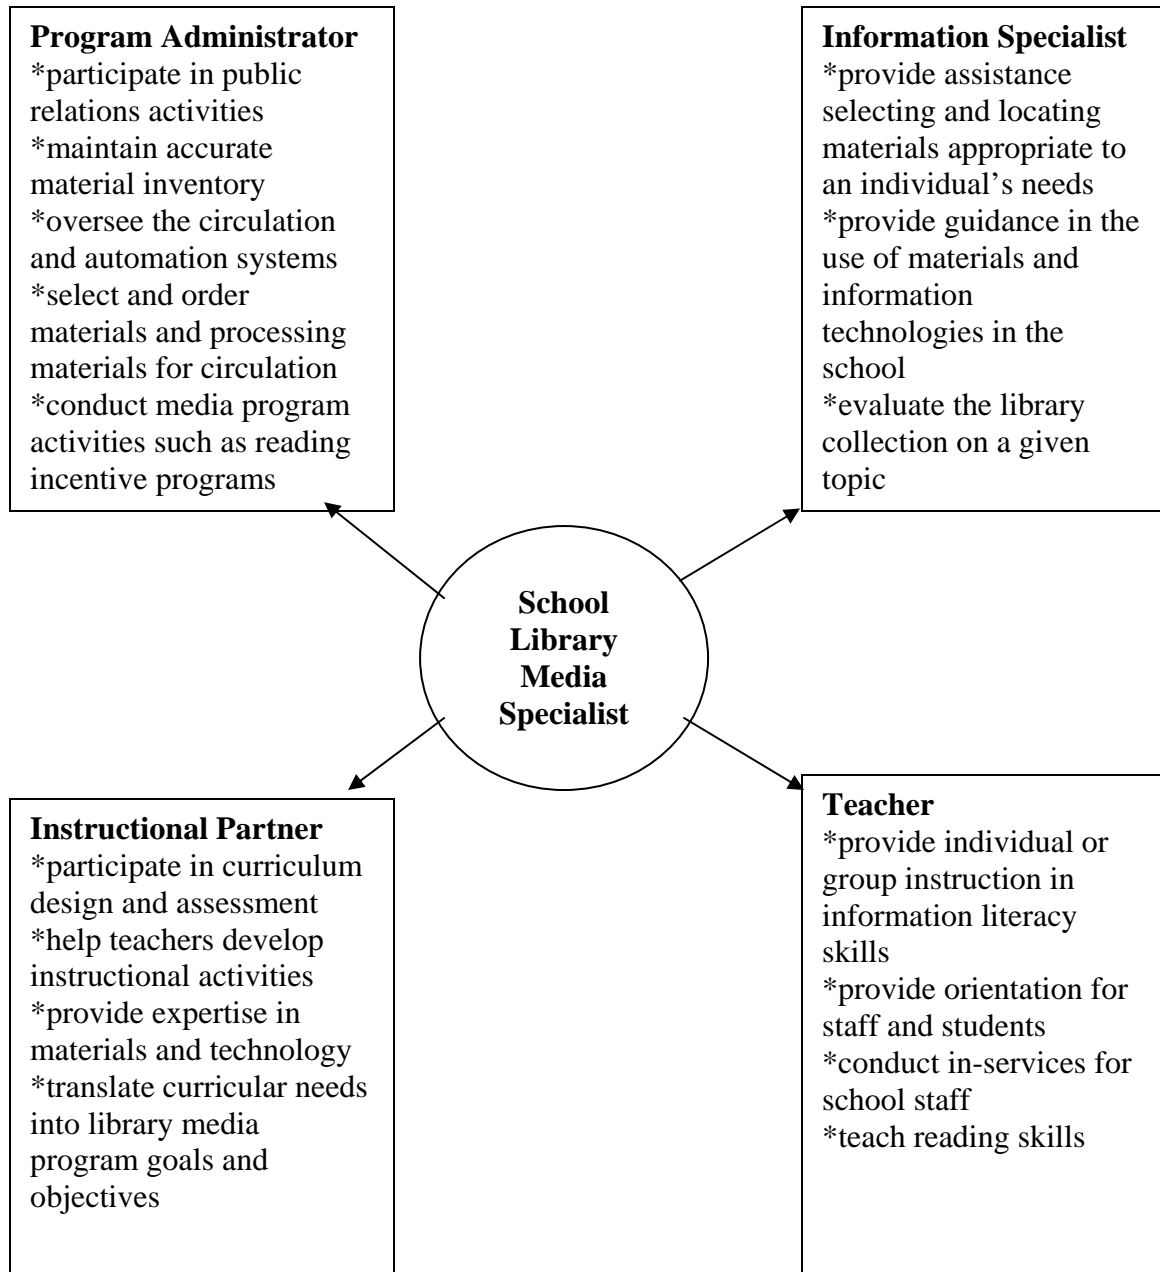 Program Administrator
*participate in public
relations activities
*maintain accurate
material inventory
*oversee the circulation
and automation systems
*select and order
materials and processing
materials for circulation
*conduct media program
activities such as reading
incentive programs
Information Specialist
*provide assistance
selecting and locating
materials appropriate to
an individual’s needs
*provide guidance in the
use of materials and
information
technologies in the
school
*evaluate the library
collection on a given
topic
School
Library
Media
Specialist
Instructional Partner
*participate in curriculum
design and assessment
*help teachers develop
instructional activities
*provide expertise in
materials and technology
*translate curricular needs
into library media
program goals and
objectives
Teacher
*provide individual or
group instruction in
information literacy
skills
*provide orientation for
staff and students
*conduct in-services for
school staff
*teach reading skills